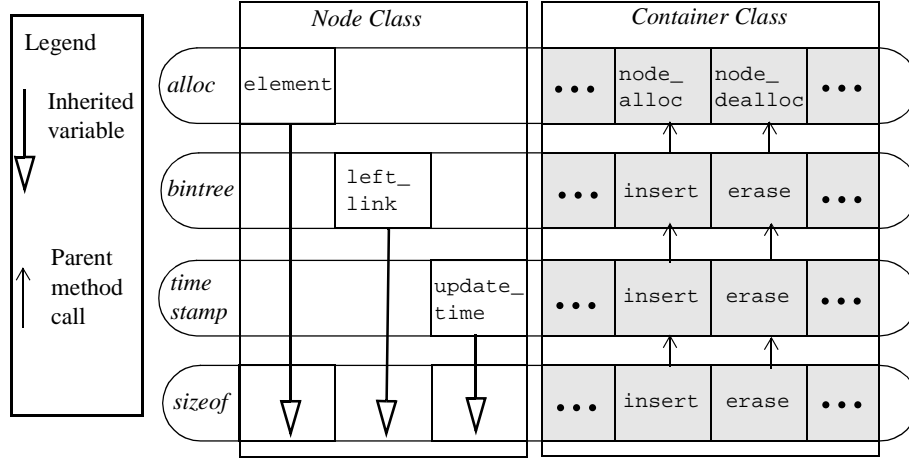 Node Class
Container Class
Legend
Inherited
variable
Parent
method
call
alloc
element
•••
node_
alloc
node_
dealloc
•••
bintree
left_
link
•••
insert
erase
•••
time
stamp
update_
time
•••
insert
erase
•••
sizeof
•••
insert
erase
•••